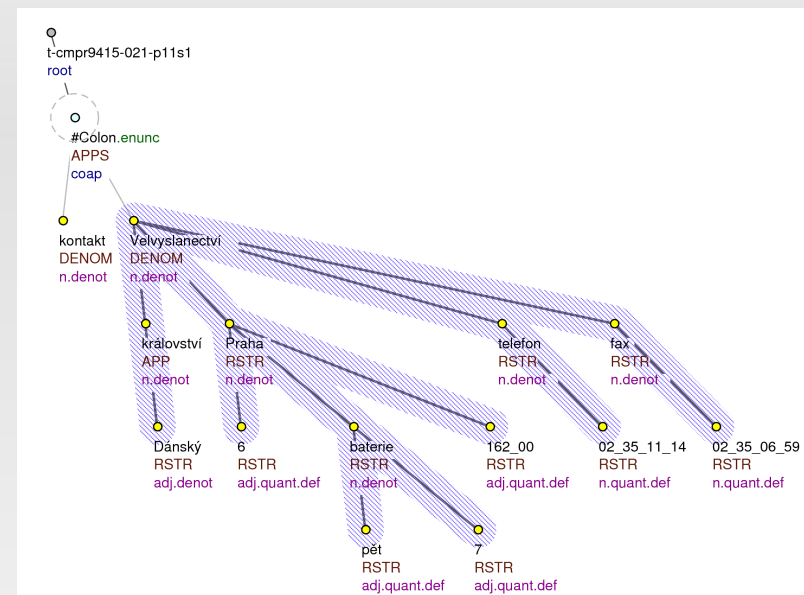 t-cmpr9415-021-p11s1
root
#Colon.enunc
APPS
coap
kontakt
DENOM
n.denot
Velvyslanectví
DENOM
n.denot
království
APP
n.denot
Praha
RSTR
n.denot
telefon
RSTR
n.denot
fax
RSTR
n.denot
Dánský
RSTR
adj.denot
6
RSTR
adj.quant.def
baterie
RSTR
n.denot
162_00
RSTR
adj.quant.def
02_35_11_14
RSTR
n.quant.def
02_35_06_59
RSTR
n.quant.def
pět
RSTR
adj.quant.def
7
RSTR
adj.quant.def